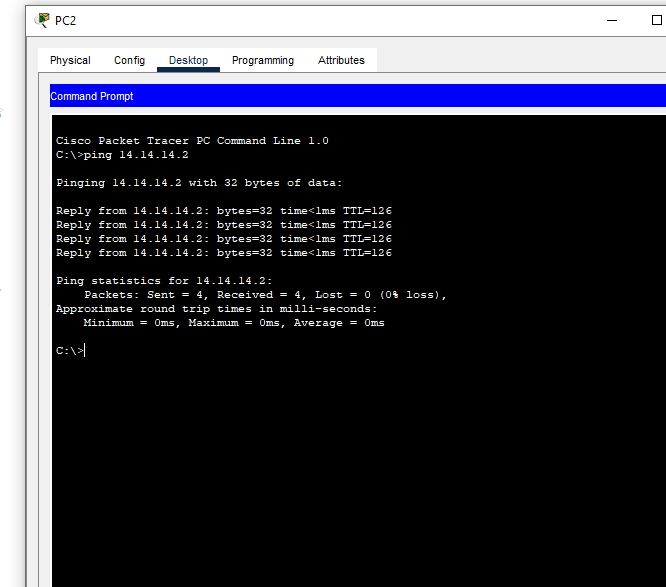 PC2
Physical Config Desktop Programming Attributes
Command Prompt
Cisco Packet Tracer PC Command Line 1.0
C:\>ping 14.14.14.2
Pinging 14.14.14.2 with 32 bytes of data:
Reply from 14.14.14.2: bytes=32 time<1ms TTL=126
Reply from 14.14.14.2: bytes=32 time<1ms TTL=126
Reply from 14.14.14.2: bytes=32 time<1ms TTL=126
Reply from 14.14.14.2: bytes=32 time<1ms TTL=126
Ping statistics for 14.14.14.2:
Packets: Sent = 4, Received = 4, Lost = 0 (0% loss),
Approximate round trip times in milli-seconds:
Minimum = 0ms, Maximum = 0ms, Average = 0ms
C:\>